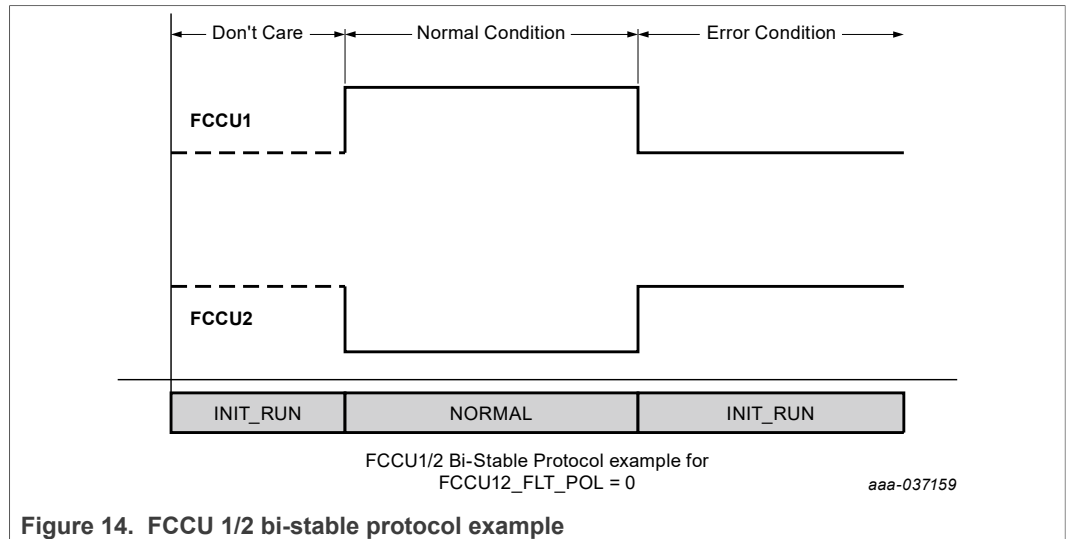 Don't Care Normal Condition Error Condition
FCCU1
FCCU2
INIT_RUN NORMAL INIT_RUN
FCCU1/2 Bi-Stable Protocol example for
FCCU12_FLT_POL = 0
aaa-037159
Figure 14. FCCU 1/2 bi-stable protocol example